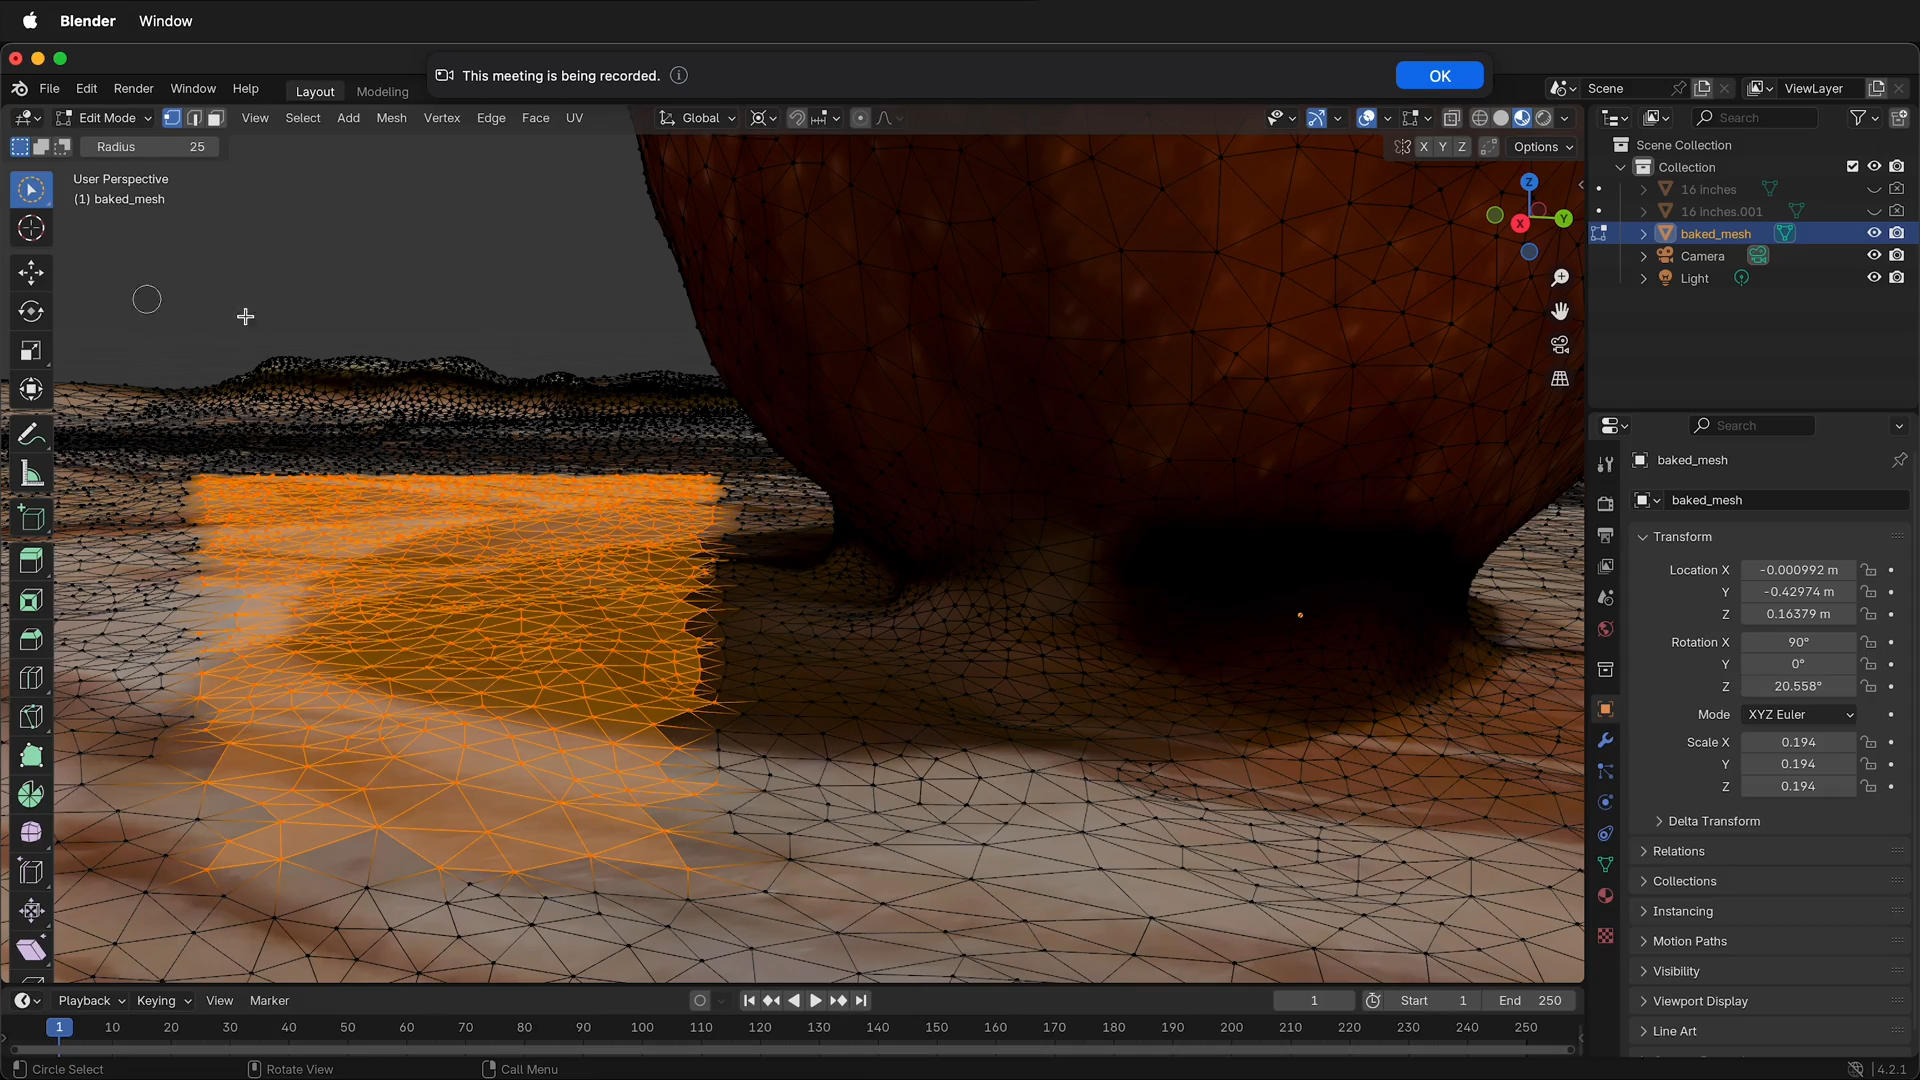 Blender Window
This meeting is being recorded. OK
File Edit Render Window Help Layout Modeling
Scene ViewLayer
Edit Mode View Select Add Mesh Vertex Edge Face UV Global
Search
Radius 25
X Y Z Options
Scene Collection
Collection
User Perspective
(1) baked_mesh
16 inches
16 inches.001
baked_mesh
Camera
Light
Z
X
Y
Search
baked_mesh
baked_mesh
Transform
Location X -0.000992 m
Y -0.42974 m
Z 0.16379 m
Rotation X 90°
Y 0°
Z 20.558°
Mode XYZ Euler
Scale X 0.194
Y 0.194
Z 0.194
Delta Transform
Relations
Collections
Instancing
Motion Paths
Visibility
Viewport Display
Line Art
Playback Keying View Marker
1 Start 1 End 250
1 10 20 30 40 50 60 70 80 90 100 110 120 130 140 150 160 170 180 190 200 210 220 230 240 250
Circle Select Rotate View Call Menu 4.2.1